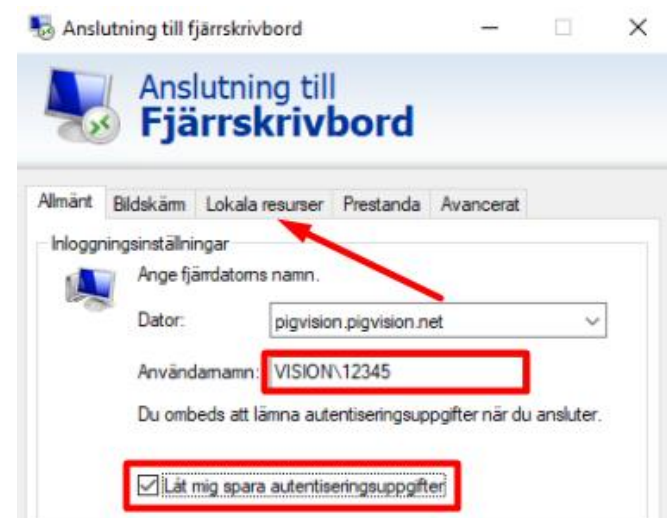 Anslutning till fjärrskrivbord
Anslutning till
Fjärrskrivbord
Allmänt Bildskärm Lokala resurser Prestanda Avancerat
Inloggningsinställningar
Ange fjärrdatorns namn.
Dator: pigvision.pigvision.net
Användarnamn: VISION\12345
Du ombeds att lämna autentiseringsuppgifter när du ansluter.
Låt mig spara autentiseringsuppgifter